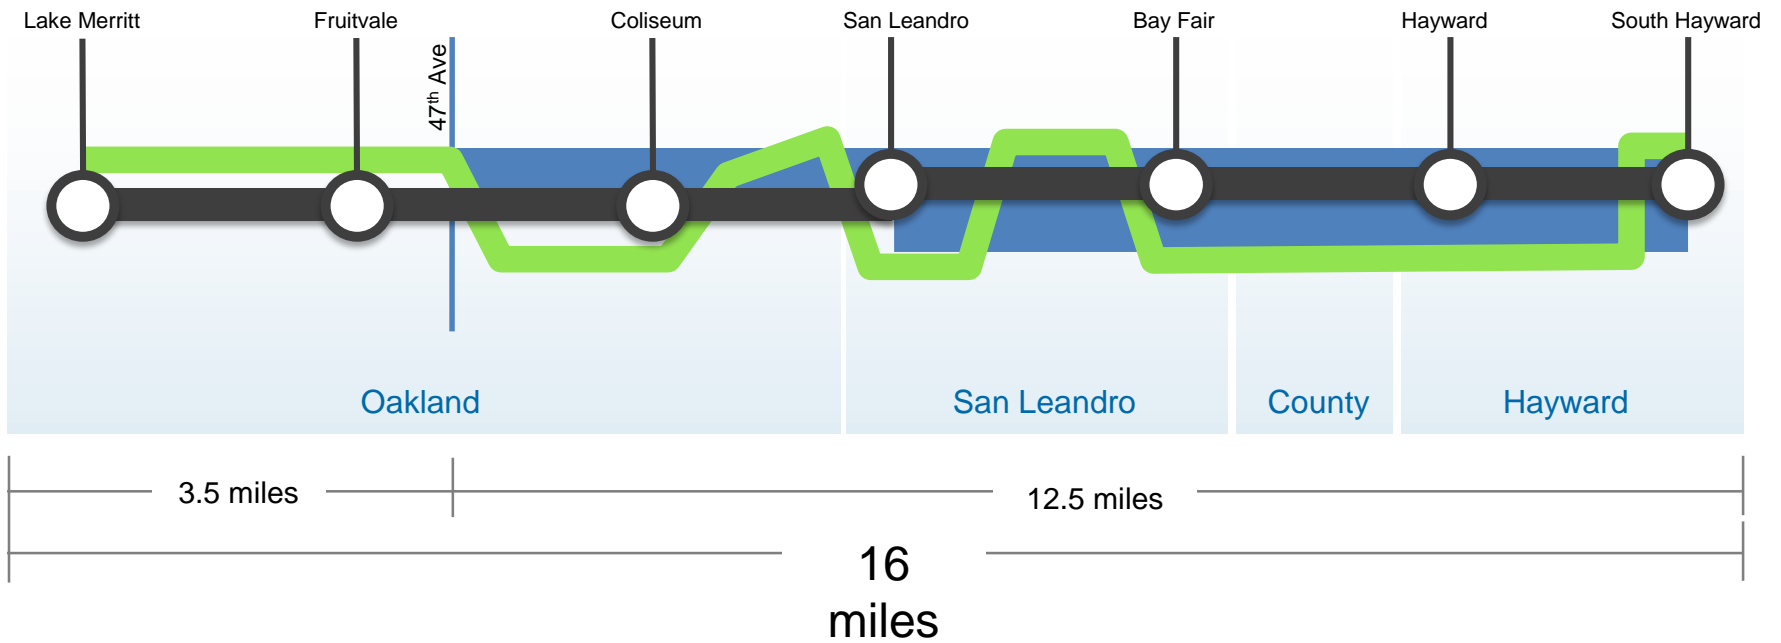 Lake Merritt
Fruitvale
Coliseum
San Leandro
Bay Fair
Hayward
South Hayward
47th Ave
Oakland
San Leandro
County
Hayward
3.5 miles
12.5 miles
16
miles